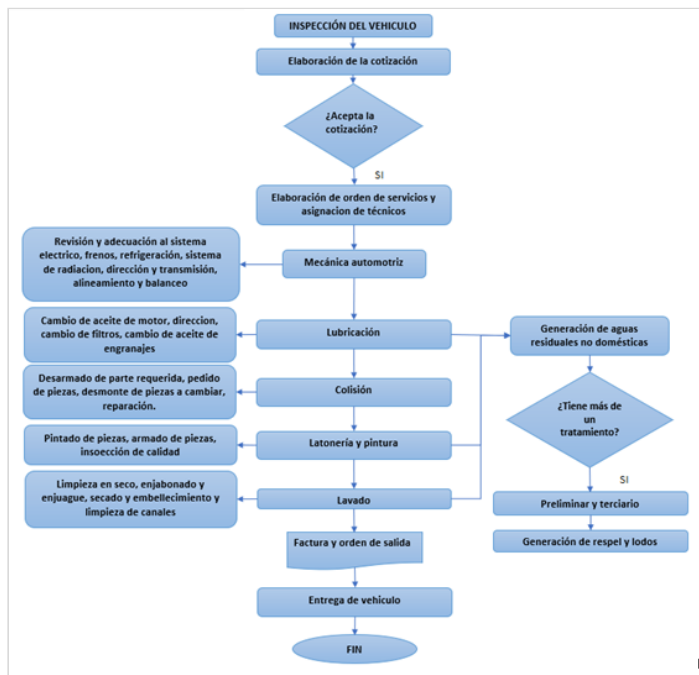 INSPECCIÓN DEL VEHICULO
Elaboración de la cotización
¿Acepta la
cotización?
SI
Elaboración de orden de servicios y
asignacion de técnicos
Revisión y adecuación al sistema
electrico, frenos, refrigeración, sistema
de radiacion, dirección y transmisión,
alineamiento y balanceo
Mecánica automotriz
Cambio de aceite de motor, direccion,
cambio de filtros, cambio de aceite de
engranajes
Lubricación
Generación de aguas
residuales no domésticas
Desarmado de parte requerida, pedido
de piezas, desmonte de piezas a cambiar,
reparación.
Colisión
¿Tiene más de
un
tratamiento?
Pintado de piezas, armado de piezas,
insoección de calidad
Latonería y pintura
SI
Limpieza en seco, enjabonado y
enjuague, secado y embellecimiento y
limpieza de canales
Lavado
Preliminar y terciario
Factura y orden de salida
Generación de respel y lodos
Entrega de vehiculo
FIN